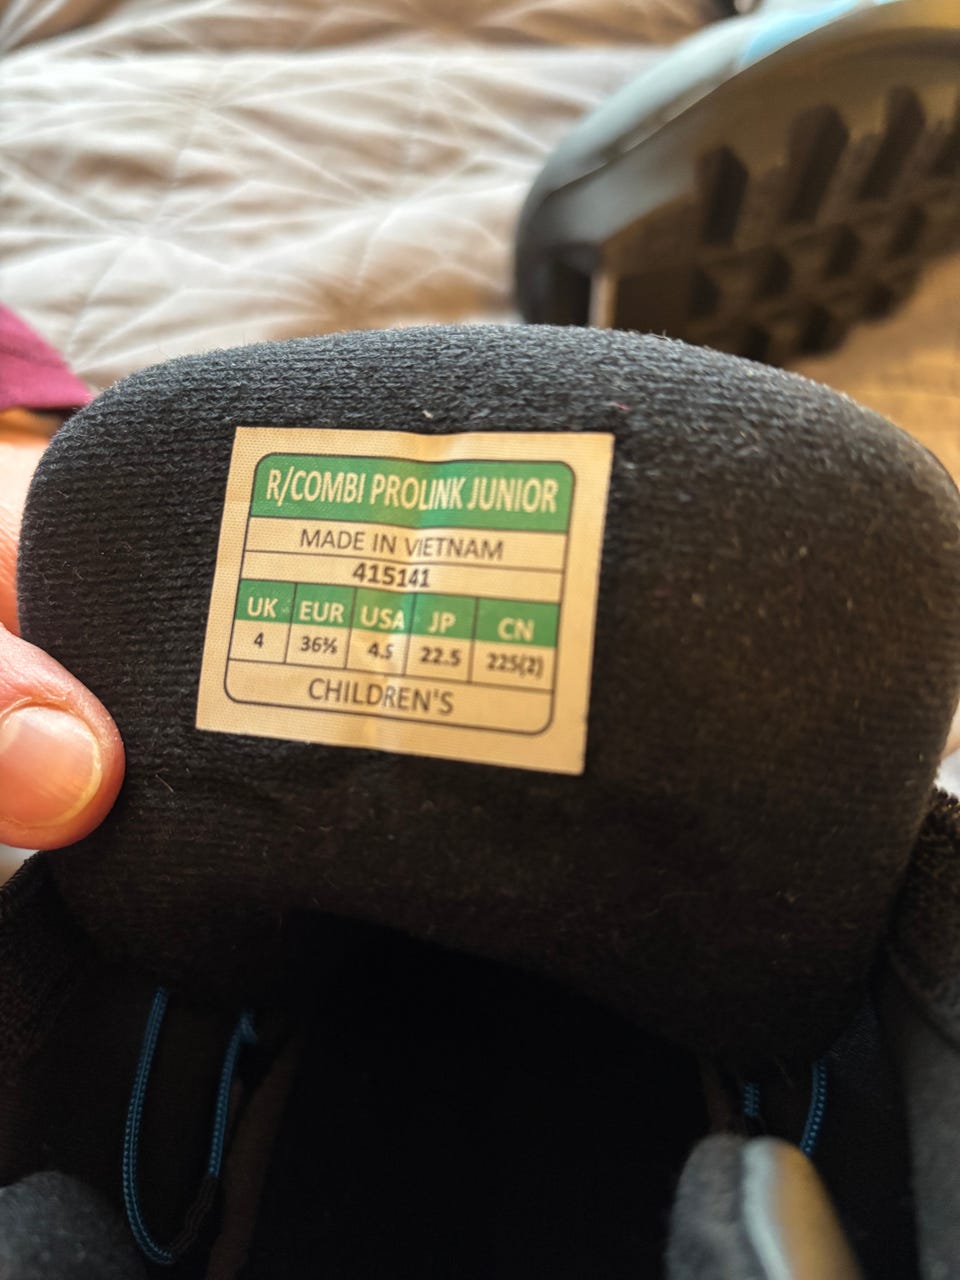 R/COMBI PROLINK JUNIOR
MADE IN VIETNAM
415141
UK EUR USA JP CN
4 36⅔ 4.5 22.5 225(2)
CHILDREN'S